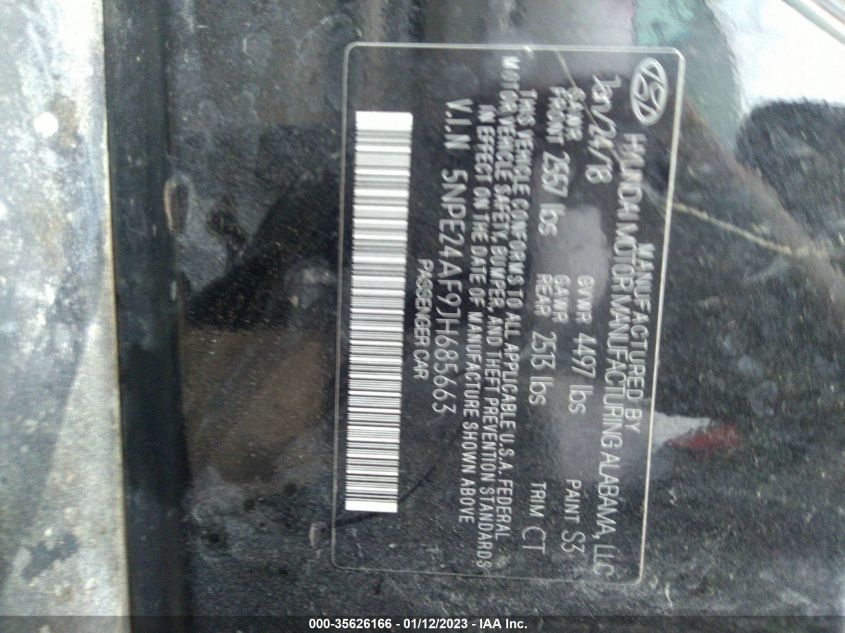 MANUFACTURED BY
HYUNDAI MOTOR MANUFACTURING ALABAMA, LLC
Jan/24/18 GVWR 4497 lbs PAINT S3
GAWR FRONT 2557 lbs GAWR REAR 2513 lbs TRIM CT
THIS VEHICLE CONFORMS TO ALL APPLICABLE U.S.A. FEDERAL
MOTOR VEHICLE SAFETY, BUMPER, AND THEFT PREVENTION STANDARDS
IN EFFECT ON THE DATE OF MANUFACTURE SHOWN ABOVE
V.I.N 5NPE24AF9JH685663
PASSENGER CAR
000-35626166 - 01/12/2023 - IAA Inc.